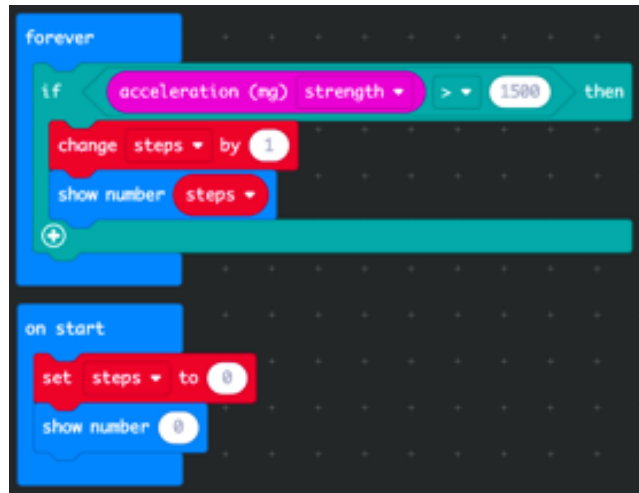 forever
if acceleration (mg) strength > 1500 then
change steps by 1
show number steps
on start
set steps to 0
show number 0